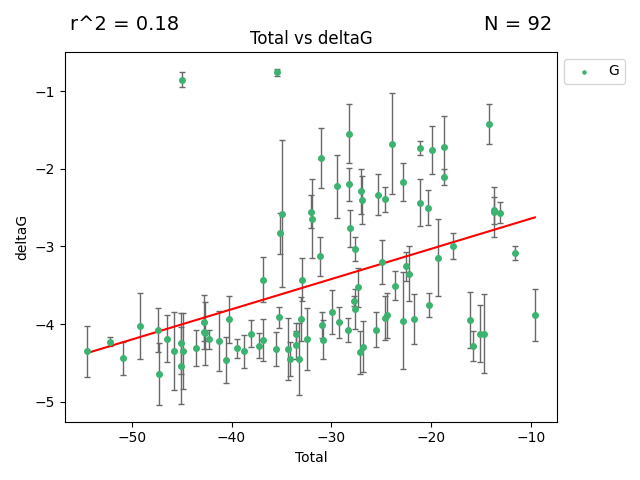 r^2 = 0.18
N = 92
Total vs deltaG
G
−1
−2
−3
−4
−5
deltaG
−50
−40
−30
−20
−10
Total